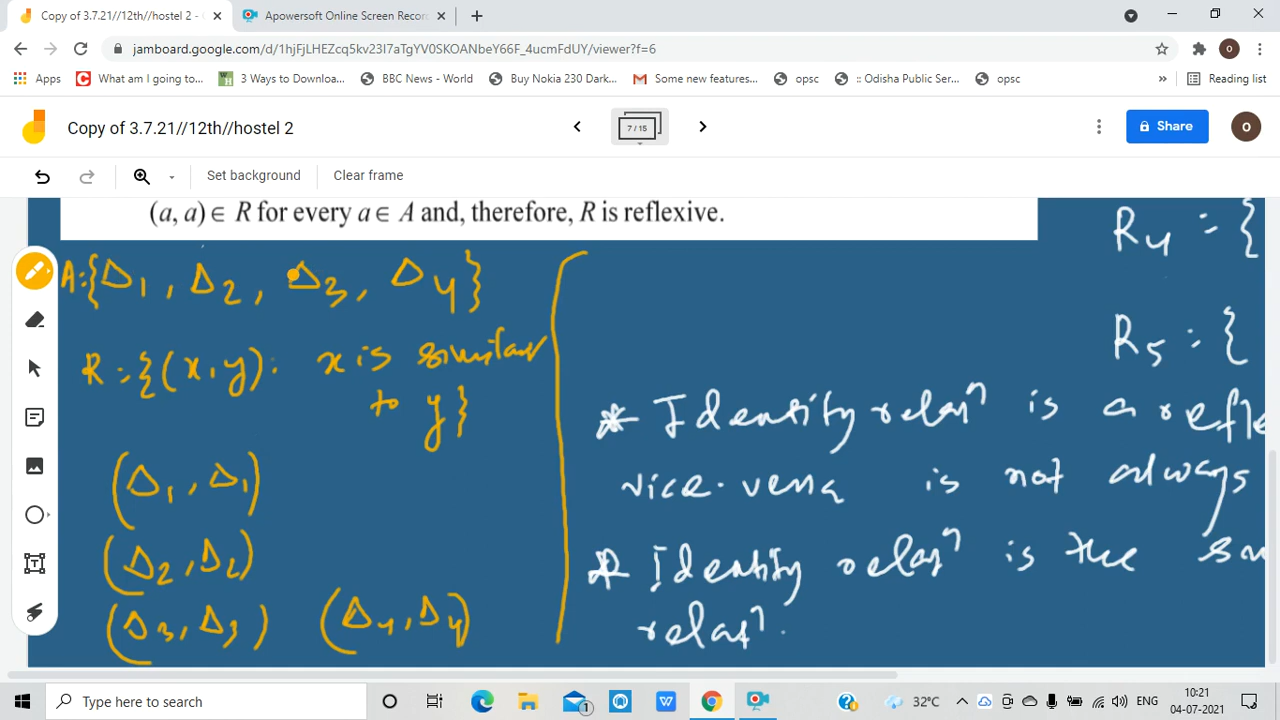 Copy of 3.7.21//12th//hostel 2 -
Apowersoft Online Screen Recor
jamboard.google.com/d/1hjFjLHEZcq5kv23I7aTgYV0SKOANbeY66F_4ucmFdUY/viewer?f=6
Apps What am I going to... 3 Ways to Downloa... BBC News - World Buy Nokia 230 Dark... Some new features... opsc :: Odisha Public Ser... opsc » Reading list
Copy of 3.7.21//12th//hostel 2
7 / 15
Share
O
Set background Clear frame
(a, a) ∈ R for every a ∈ A and, therefore, R is reflexive.
A:{Δ1, Δ2, Δ3, Δ4}
R:={(x,y): x is similar
to y}
(Δ1, Δ1)
(Δ2, Δ2)
(Δ3, Δ3) (Δ4, Δ4)
R4 := {
R5 := {
* Identity relaⁿ is a refle
vice-versa is not always
* Identity relaⁿ is the sm
relaⁿ.
Type here to search
32°C
ENG
10:21
04-07-2021